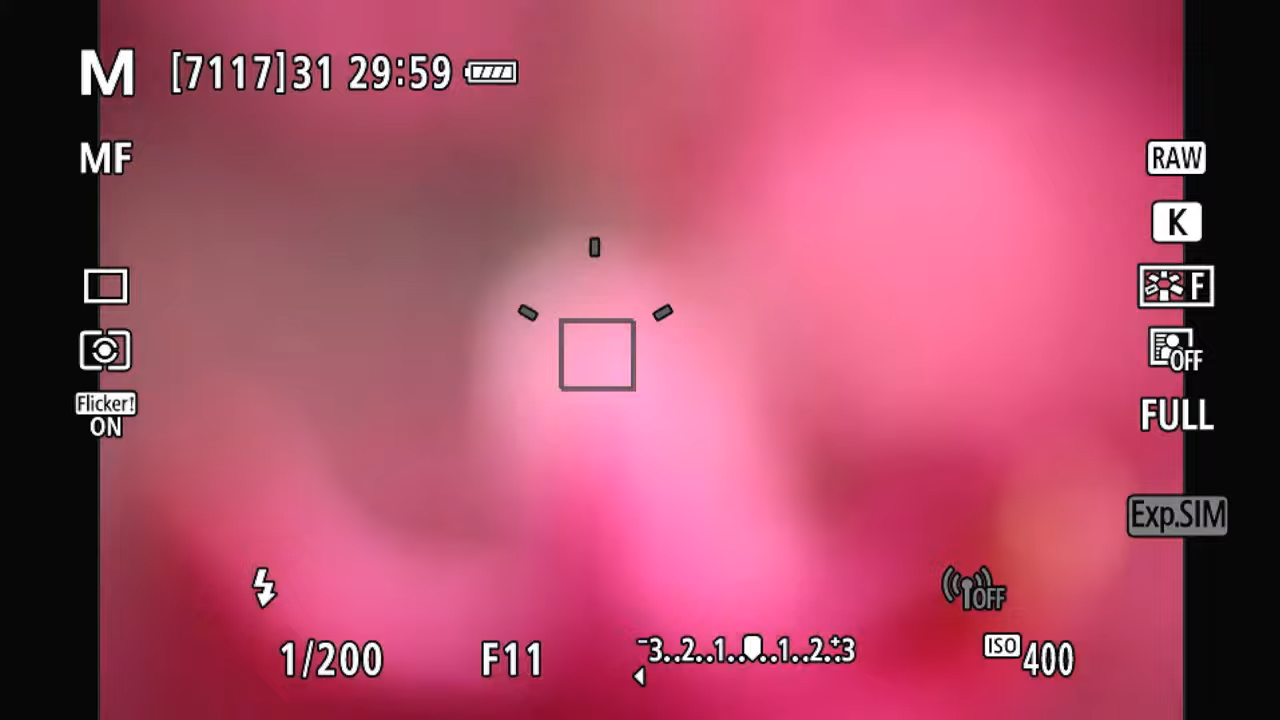 M [7117]31 29:59
MF
RAW
K
F
OFF
Flicker!
ON
FULL
Exp.SIM
OFF
1/200 F11 -3..2..1.. ..1..2.:+3 ISO 400